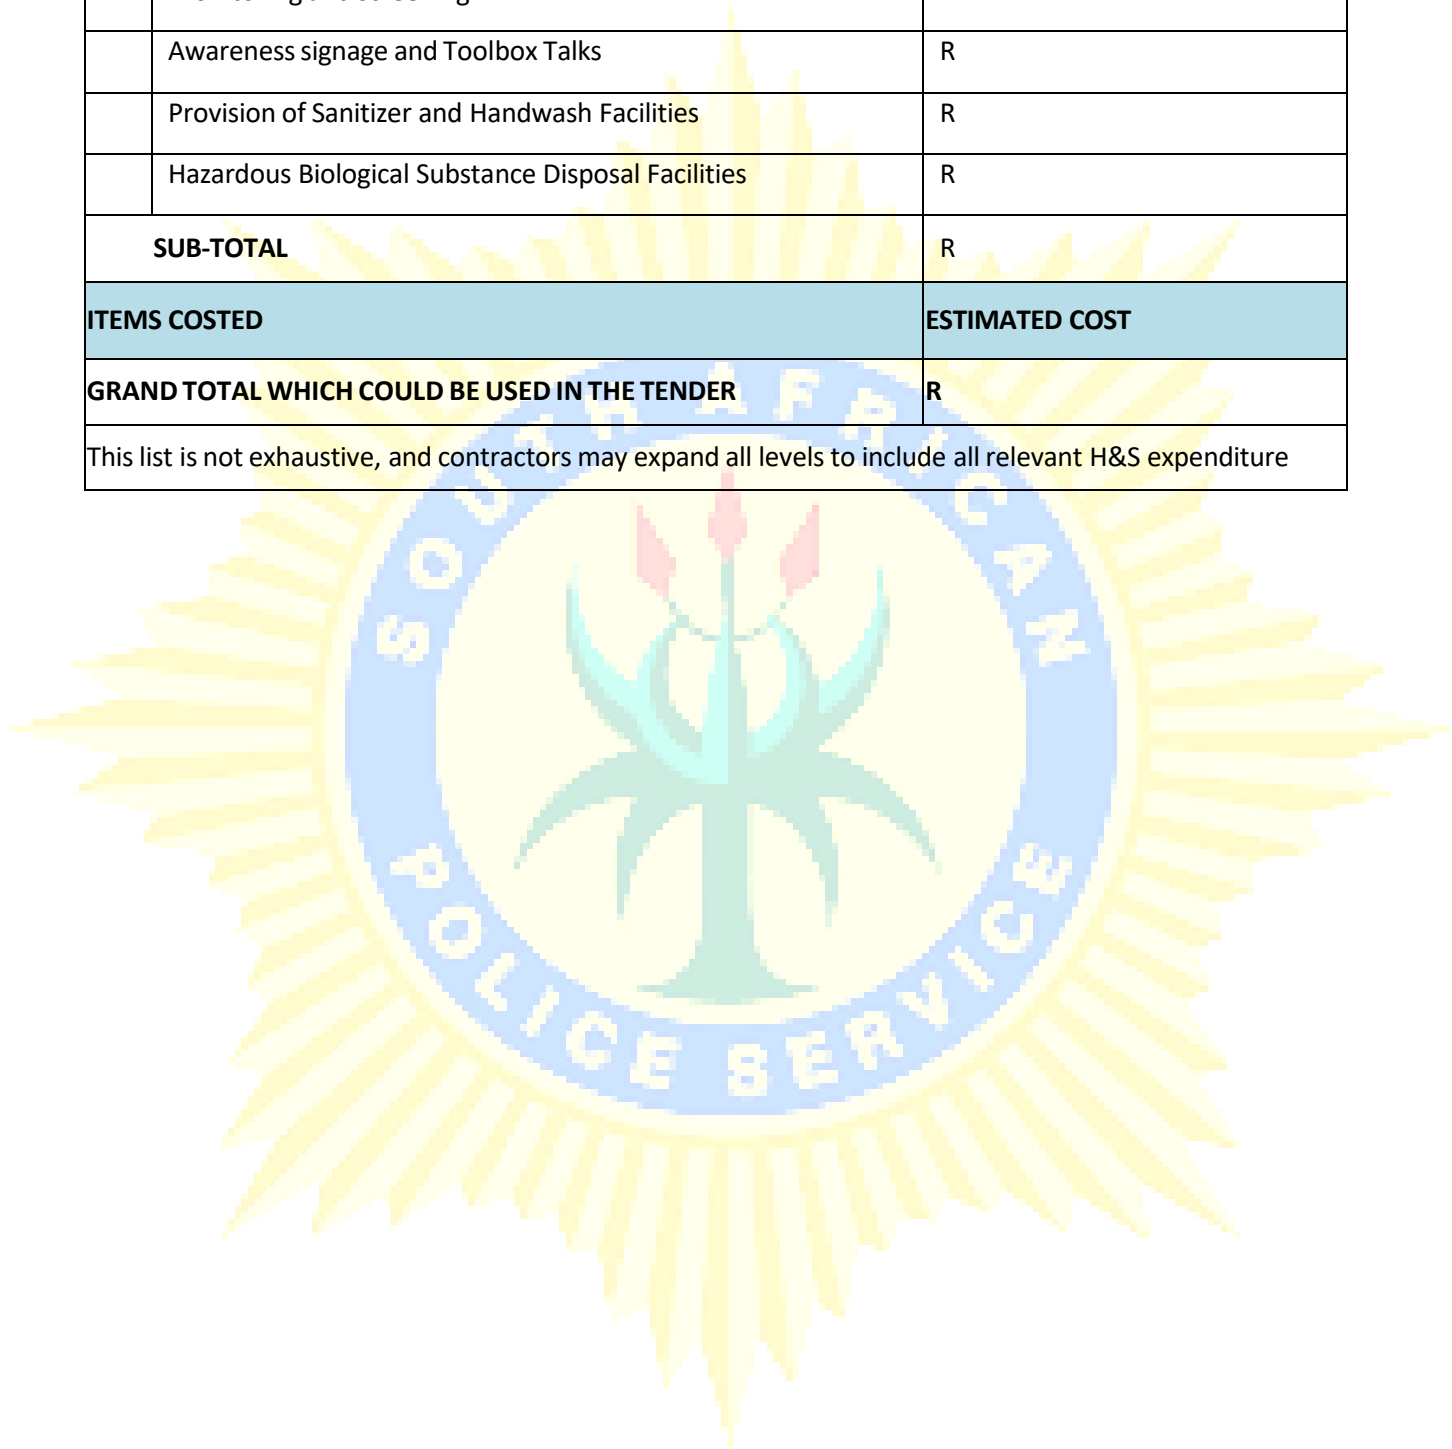 Awareness signage and Toolbox Talks R
Provision of Sanitizer and Handwash Facilities R
Hazardous Biological Substance Disposal Facilities R
SUB-TOTAL R
ITEMS COSTED ESTIMATED COST
GRAND TOTAL WHICH COULD BE USED IN THE TENDER R
This list is not exhaustive, and contractors may expand all levels to include all relevant H&S expenditure
SOUTH AFRICAN
POLICE SERVICE